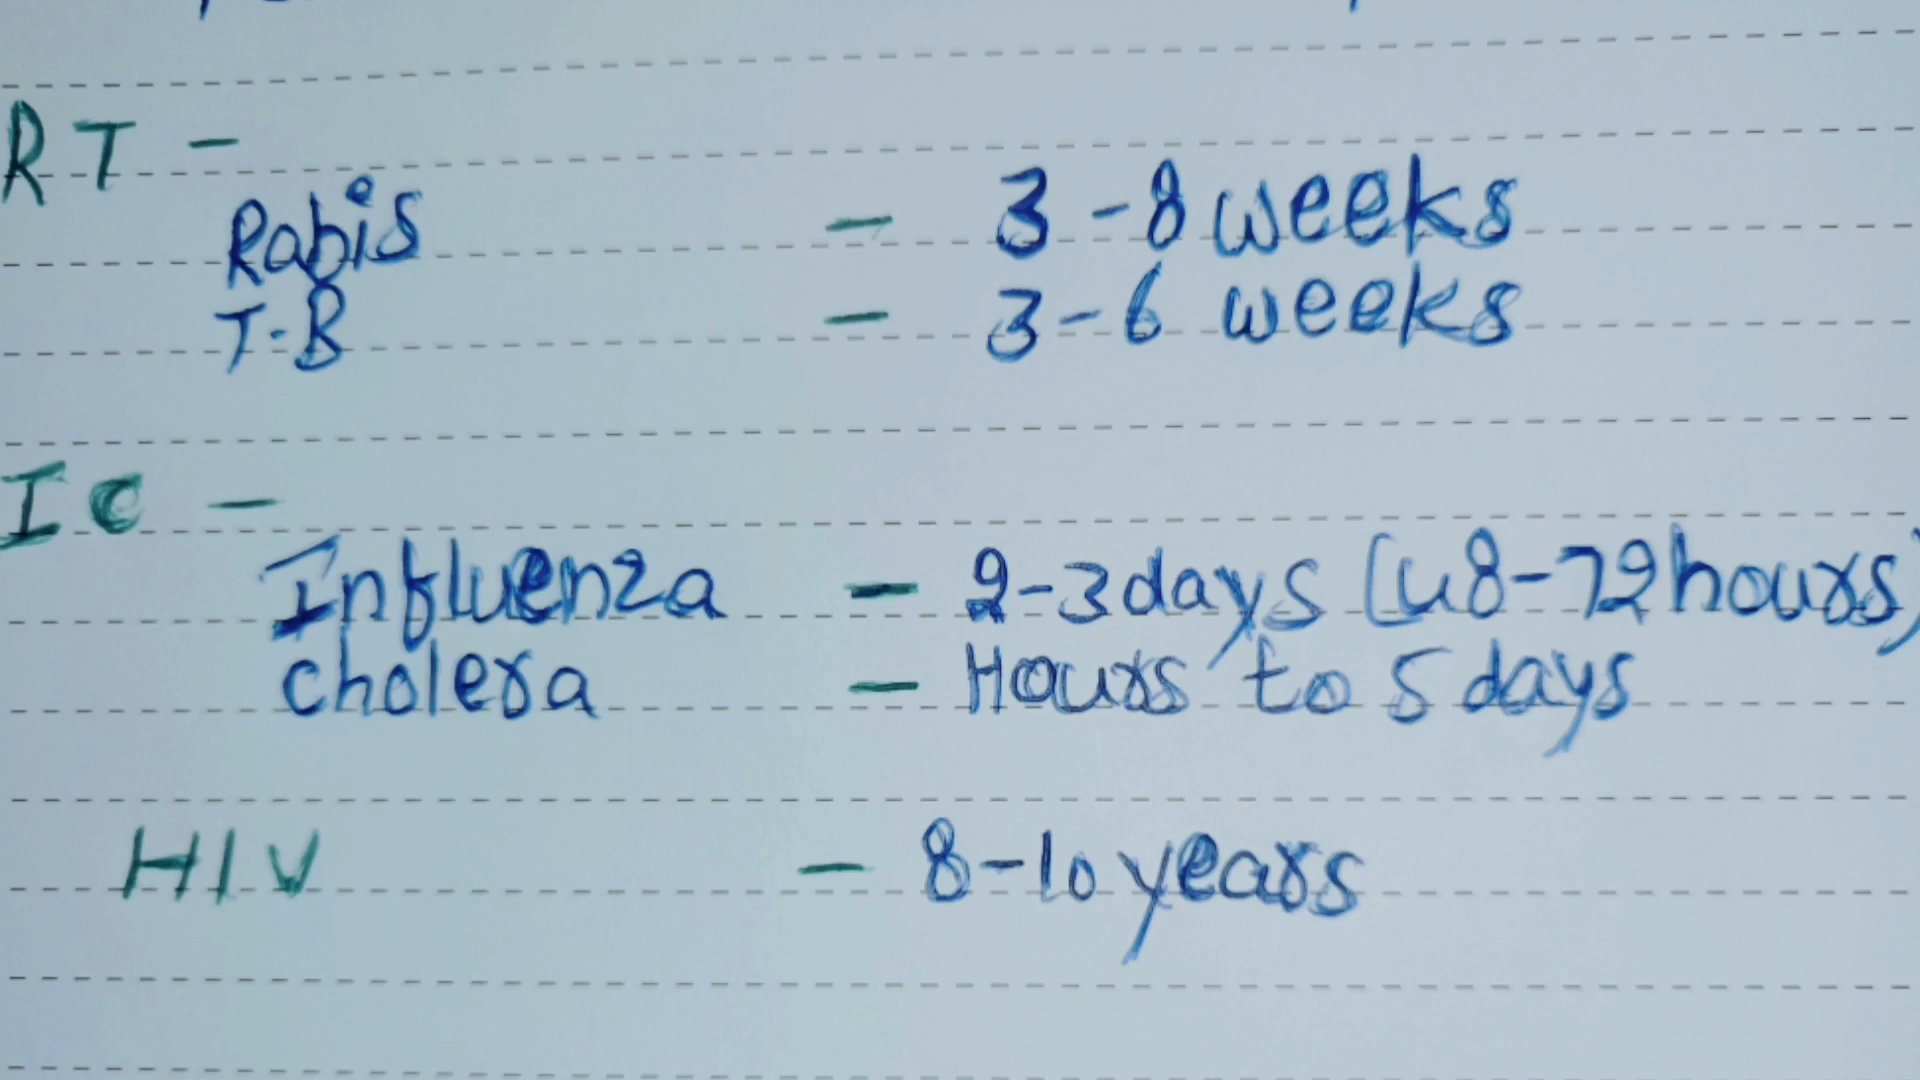 RT -
Rabis - 3-8 weeks
T-B - 3-6 weeks
IC -
Influenza - 2-3 days (48-72 hours)
cholera - Hours to 5 days
HIV - 8-10 years